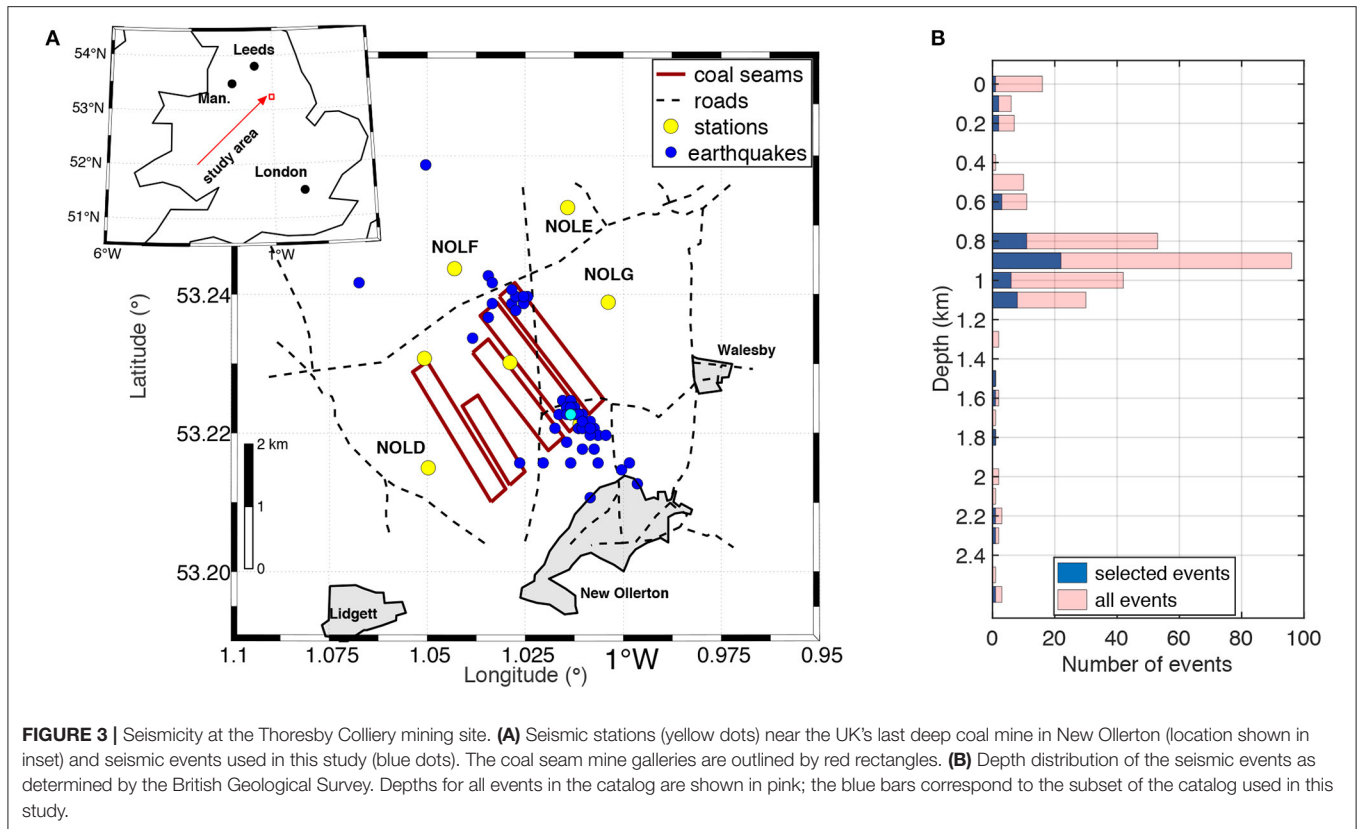 A
54°N
53°N
52°N
51°N
6°W
1°W
Leeds
Man.
study area
London
coal seams
roads
stations
earthquakes
NOLE
NOLF
NOLG
NOLD
Walesby
New Ollerton
Lidgett
2 km
1
0
53.24
53.22
53.20
Latitude (°)
1.1
1.075
1.05
1.025
1°W
0.975
0.95
Longitude (°)
B
0
0.2
0.4
0.6
0.8
1
1.2
1.4
1.6
1.8
2
2.2
2.4
Depth (km)
selected events
all events
0
20
40
60
80
100
Number of events
FIGURE 3 | Seismicity at the Thoresby Colliery mining site. (A) Seismic stations (yellow dots) near the UK's last deep coal mine in New Ollerton (location shown in
inset) and seismic events used in this study (blue dots). The coal seam mine galleries are outlined by red rectangles. (B) Depth distribution of the seismic events as
determined by the British Geological Survey. Depths for all events in the catalog are shown in pink; the blue bars correspond to the subset of the catalog used in this
study.